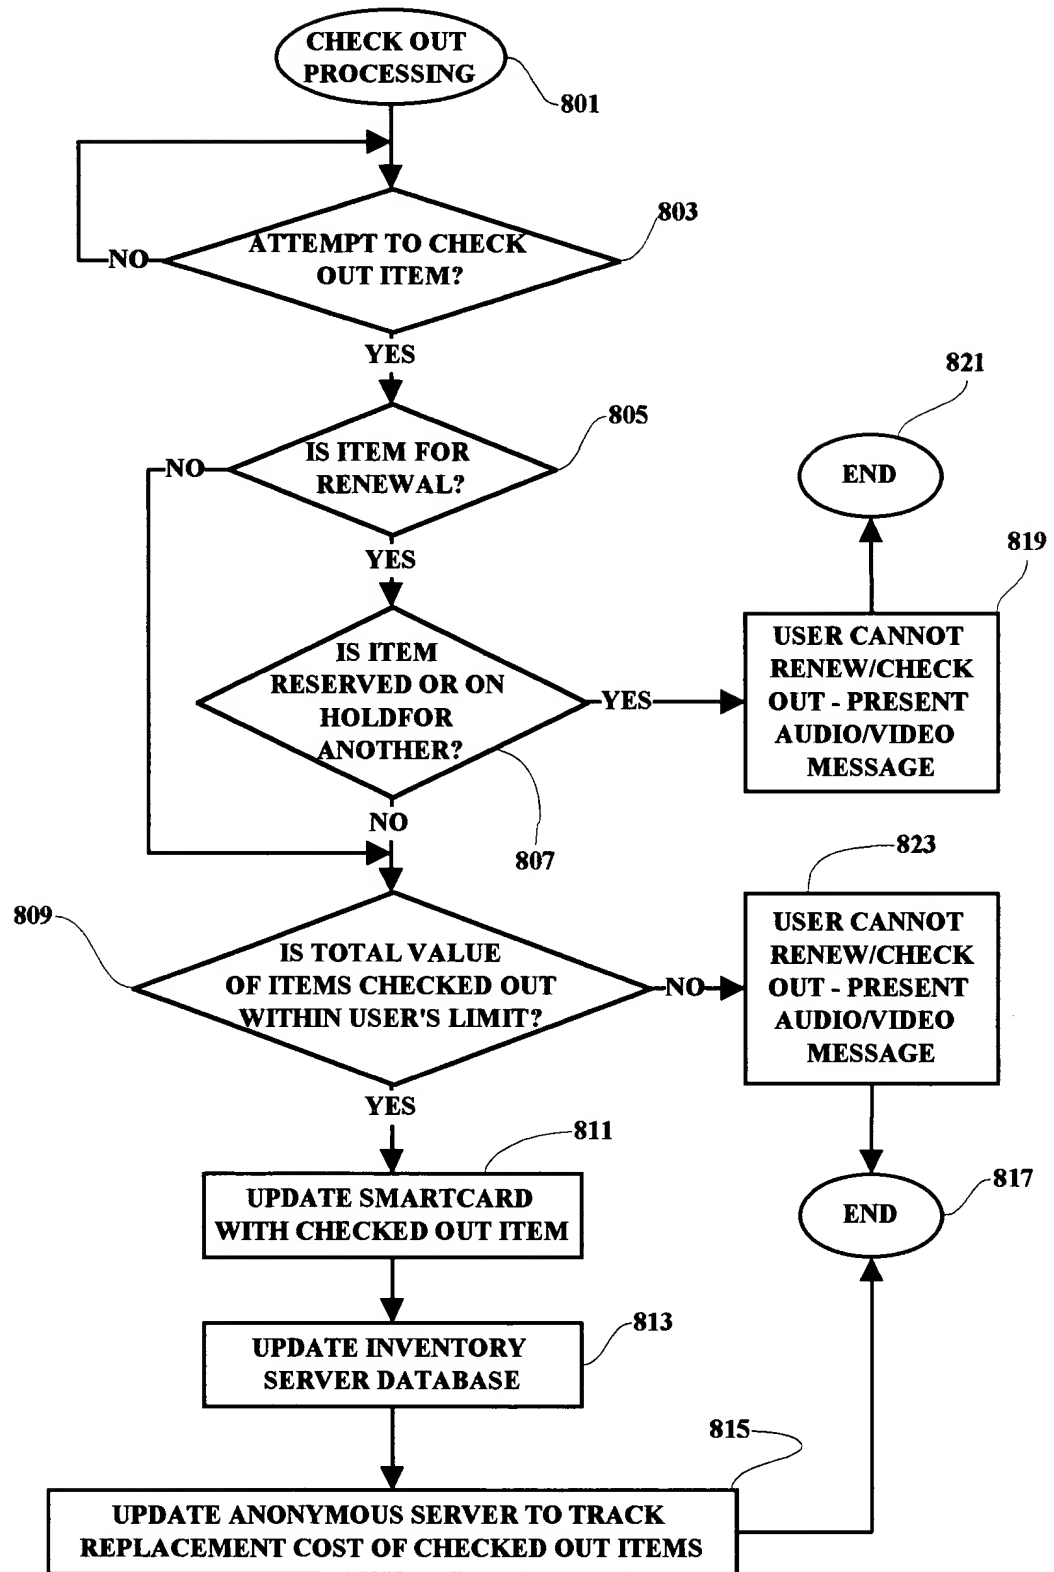 CHECK OUT
PROCESSING
801
803
ATTEMPT TO CHECK
OUT ITEM?
NO
YES
805
IS ITEM FOR
RENEWAL?
NO
YES
821
END
819
IS ITEM
RESERVED OR ON
HOLDFOR
ANOTHER?
YES
USER CANNOT
RENEW/CHECK
OUT - PRESENT
AUDIO/VIDEO
MESSAGE
NO
807
823
809
IS TOTAL VALUE
OF ITEMS CHECKED OUT
WITHIN USER'S LIMIT?
NO
USER CANNOT
RENEW/CHECK
OUT - PRESENT
AUDIO/VIDEO
MESSAGE
YES
811
UPDATE SMARTCARD
WITH CHECKED OUT ITEM
817
END
813
UPDATE INVENTORY
SERVER DATABASE
815
UPDATE ANONYMOUS SERVER TO TRACK
REPLACEMENT COST OF CHECKED OUT ITEMS